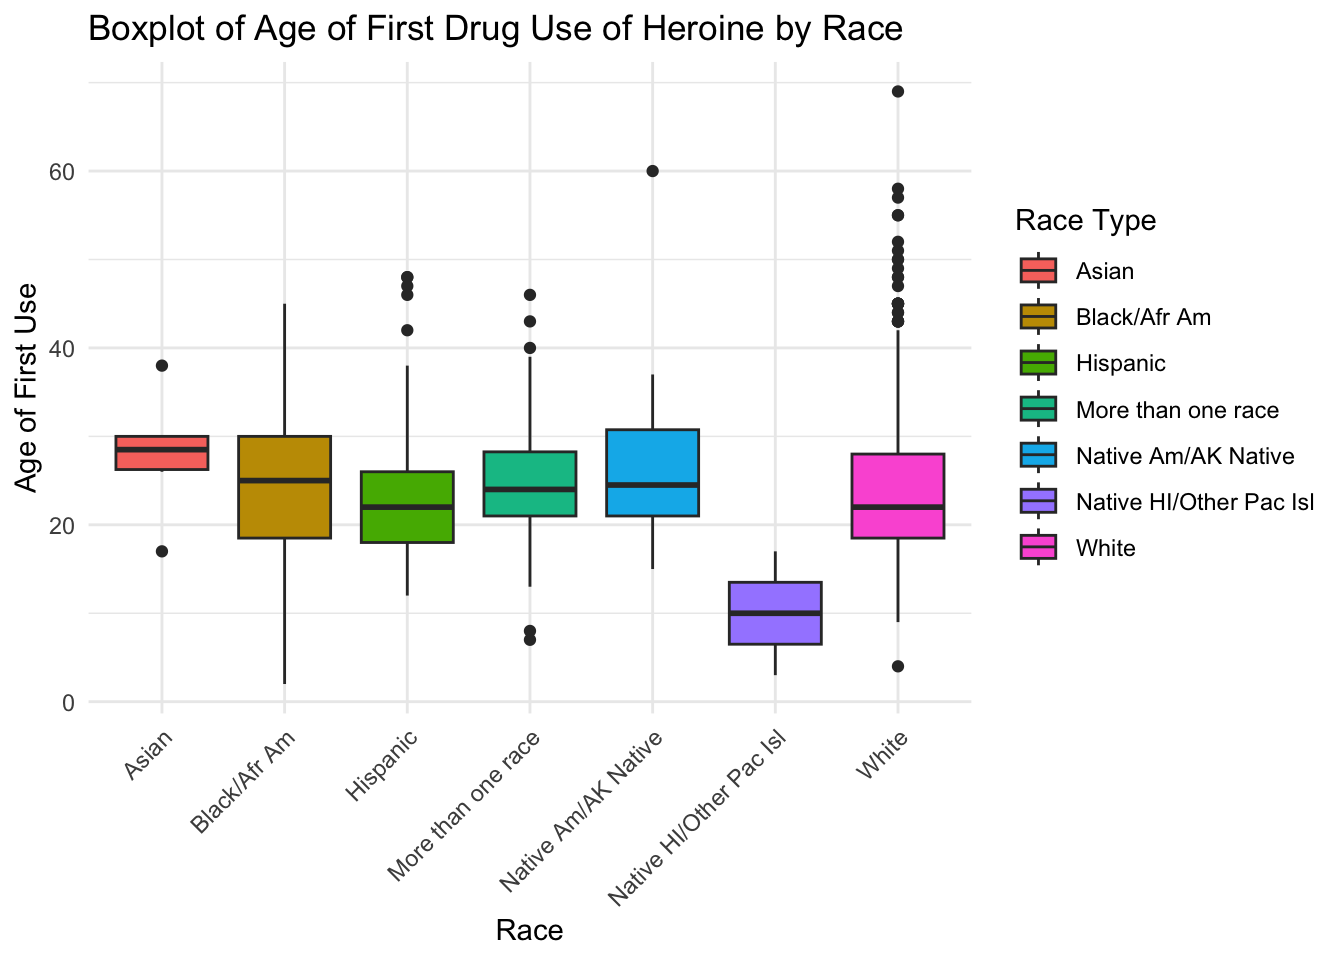 Boxplot of Age of First Drug Use of Heroine by Race
Age of First Use
60
40
20
0
Asian
Black/Afr Am
Hispanic
More than one race
Native Am/AK Native
Native HI/Other Pac Isl
White
Race
Race Type
Asian
Black/Afr Am
Hispanic
More than one race
Native Am/AK Native
Native HI/Other Pac Isl
White